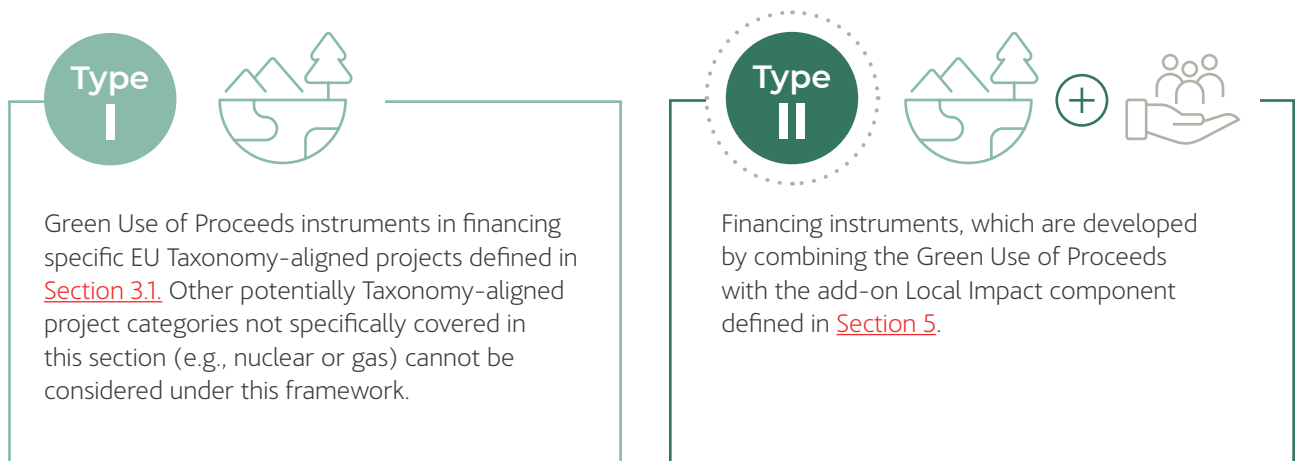 Type
I
Green Use of Proceeds instruments in financing
specific EU Taxonomy-aligned projects defined in
Section 3.1. Other potentially Taxonomy-aligned
project categories not specifically covered in
this section (e.g., nuclear or gas) cannot be
considered under this framework.
Type
II
Financing instruments, which are developed
by combining the Green Use of Proceeds
with the add-on Local Impact component
defined in Section 5.